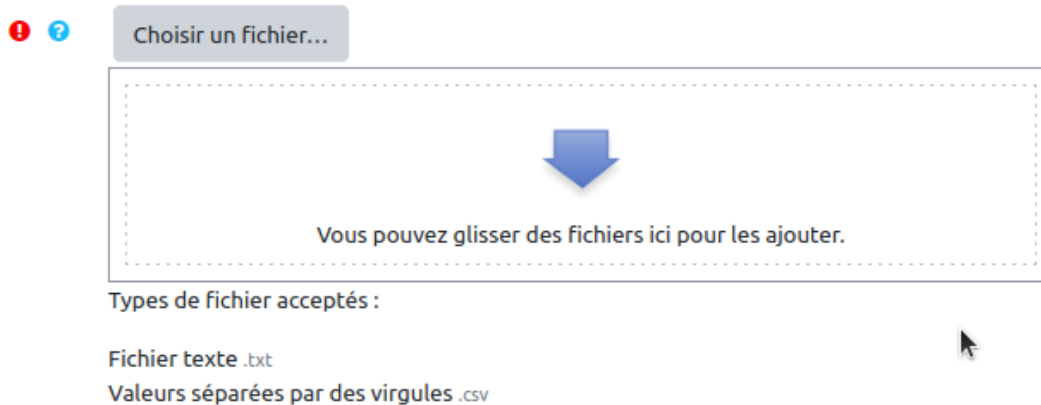 Choisir un fichier...
Vous pouvez glisser des fichiers ici pour les ajouter.
Types de fichier acceptés :
Fichier texte .txt
Valeurs séparées par des virgules .csv